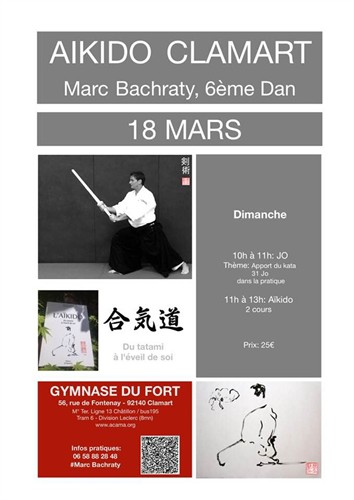 AIKIDO CLAMART
Marc Bachraty, 6ème Dan
18 MARS
剣術
Dimanche
10h à 11h: JO
Thème: Apport du kata
31 Jo
dans la pratique
11h à 13h: Aïkido
2 cours
Prix: 25€
L'AÏKIDO
合気道
Du tatami
à l'éveil de soi
GYMNASE DU FORT
56, rue de Fontenay - 92140 Clamart
M° Ter. Ligne 13 Châtillon / bus195
Tram 6 - Division Leclerc (8mn)
www.acama.org
Infos pratiques:
06 58 88 28 48
#Marc Bachraty